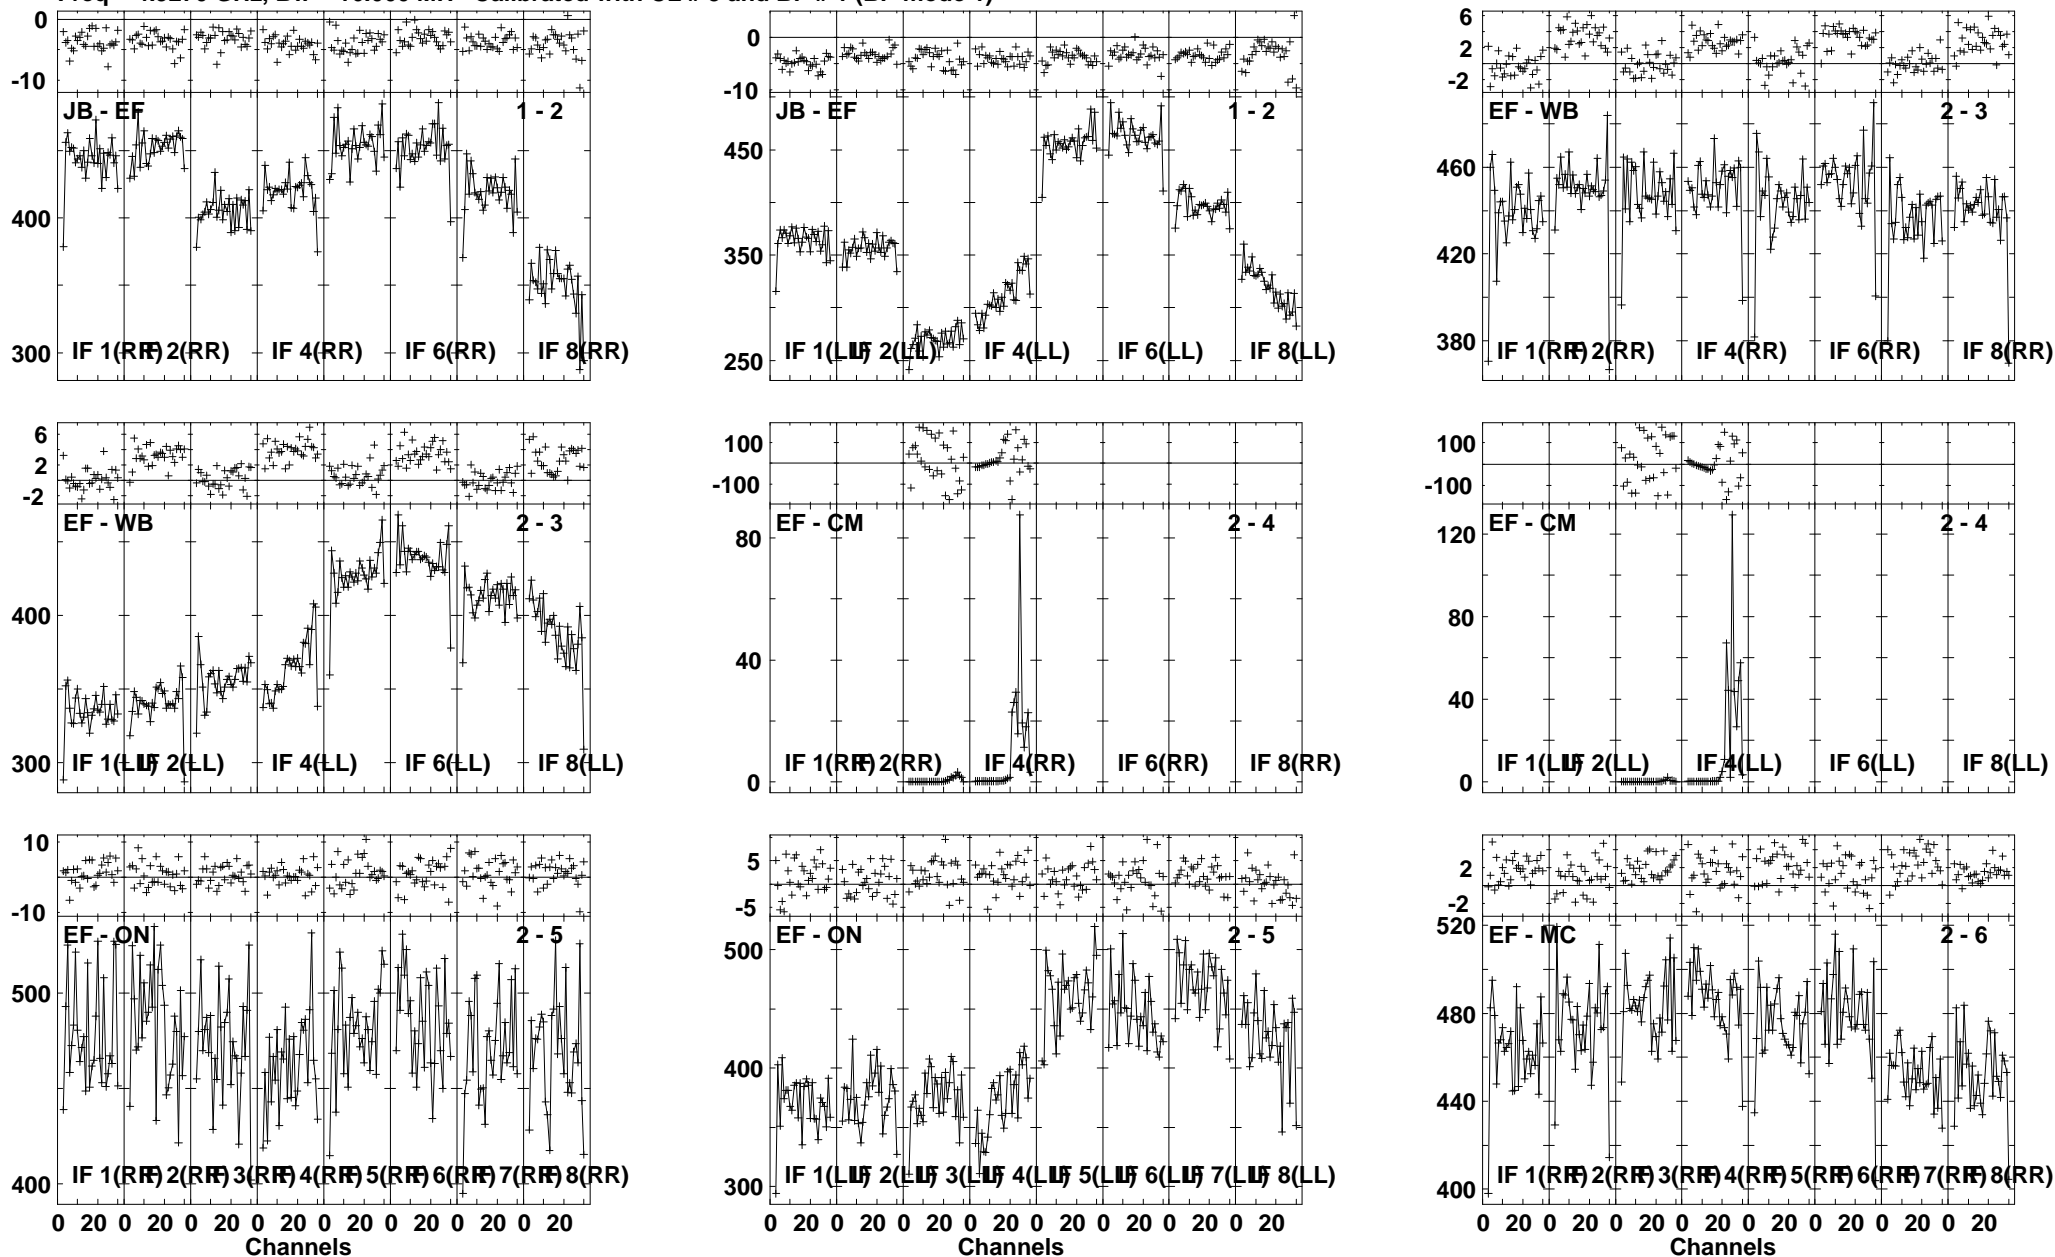 0
-10
JB - EF 1 - 2
400
300
IF 1(RR) IF 2(RR) IF 4(RR) IF 6(RR) IF 8(RR)
0
-10
JB - EF 1 - 2
450
350
250
IF 1(LL) IF 2(LL) IF 4(LL) IF 6(LL) IF 8(LL)
6
2
-2
EF - WB 2 - 3
460
420
380
IF 1(RR) IF 2(RR) IF 4(RR) IF 6(RR) IF 8(RR)
6
2
-2
EF - WB 2 - 3
400
300
IF 1(LL) IF 2(LL) IF 4(LL) IF 6(LL) IF 8(LL)
100
-100
EF - CM 2 - 4
80
40
0
IF 1(RR) IF 2(RR) IF 4(RR) IF 6(RR) IF 8(RR)
100
-100
EF - CM 2 - 4
120
80
40
0
IF 1(LL) IF 2(LL) IF 4(LL) IF 6(LL) IF 8(LL)
10
-10
EF - ON 2 - 5
500
400
IF 1(RR) IF 2(RR) IF 3(RR) IF 4(RR) IF 5(RR) IF 6(RR) IF 7(RR) IF 8(RR)
0 20 0 20 0 20 0 20 0 20 0 20 0 20 0 20
Channels
5
-5
EF - ON 2 - 5
500
400
300
IF 1(LL) IF 2(LL) IF 3(LL) IF 4(LL) IF 5(LL) IF 6(LL) IF 7(LL) IF 8(LL)
0 20 0 20 0 20 0 20 0 20 0 20 0 20 0 20
Channels
2
-2
EF - MC 2 - 6
520
480
440
400
IF 1(RR) IF 2(RR) IF 3(RR) IF 4(RR) IF 5(RR) IF 6(RR) IF 7(RR) IF 8(RR)
0 20 0 20 0 20 0 20 0 20 0 20 0 20 0 20
Channels